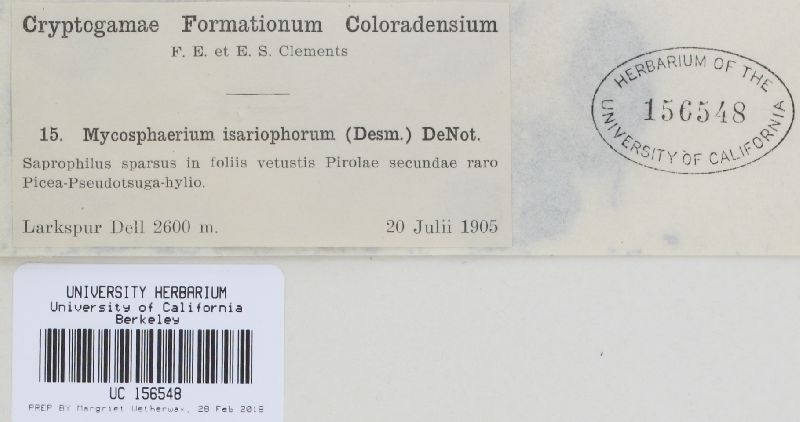 Cryptogamae Formationum Coloradensium
F. E. et E. S. Clements
15. Mycosphaerium isariophorum (Desm.) DeNot.
Saprophilus sparsus in foliis vetustis Pirolae secundae raro
Picea-Pseudotsuga-hylio.
Larkspur Dell 2600 m. 20 Julii 1905
HERBARIUM OF THE
156548
UNIVERSITY OF CALIFORNIA
UNIVERSITY HERBARIUM
University of California
Berkeley
UC 156548
PREP BY Margriet Wetherwax, 28 Feb 2018